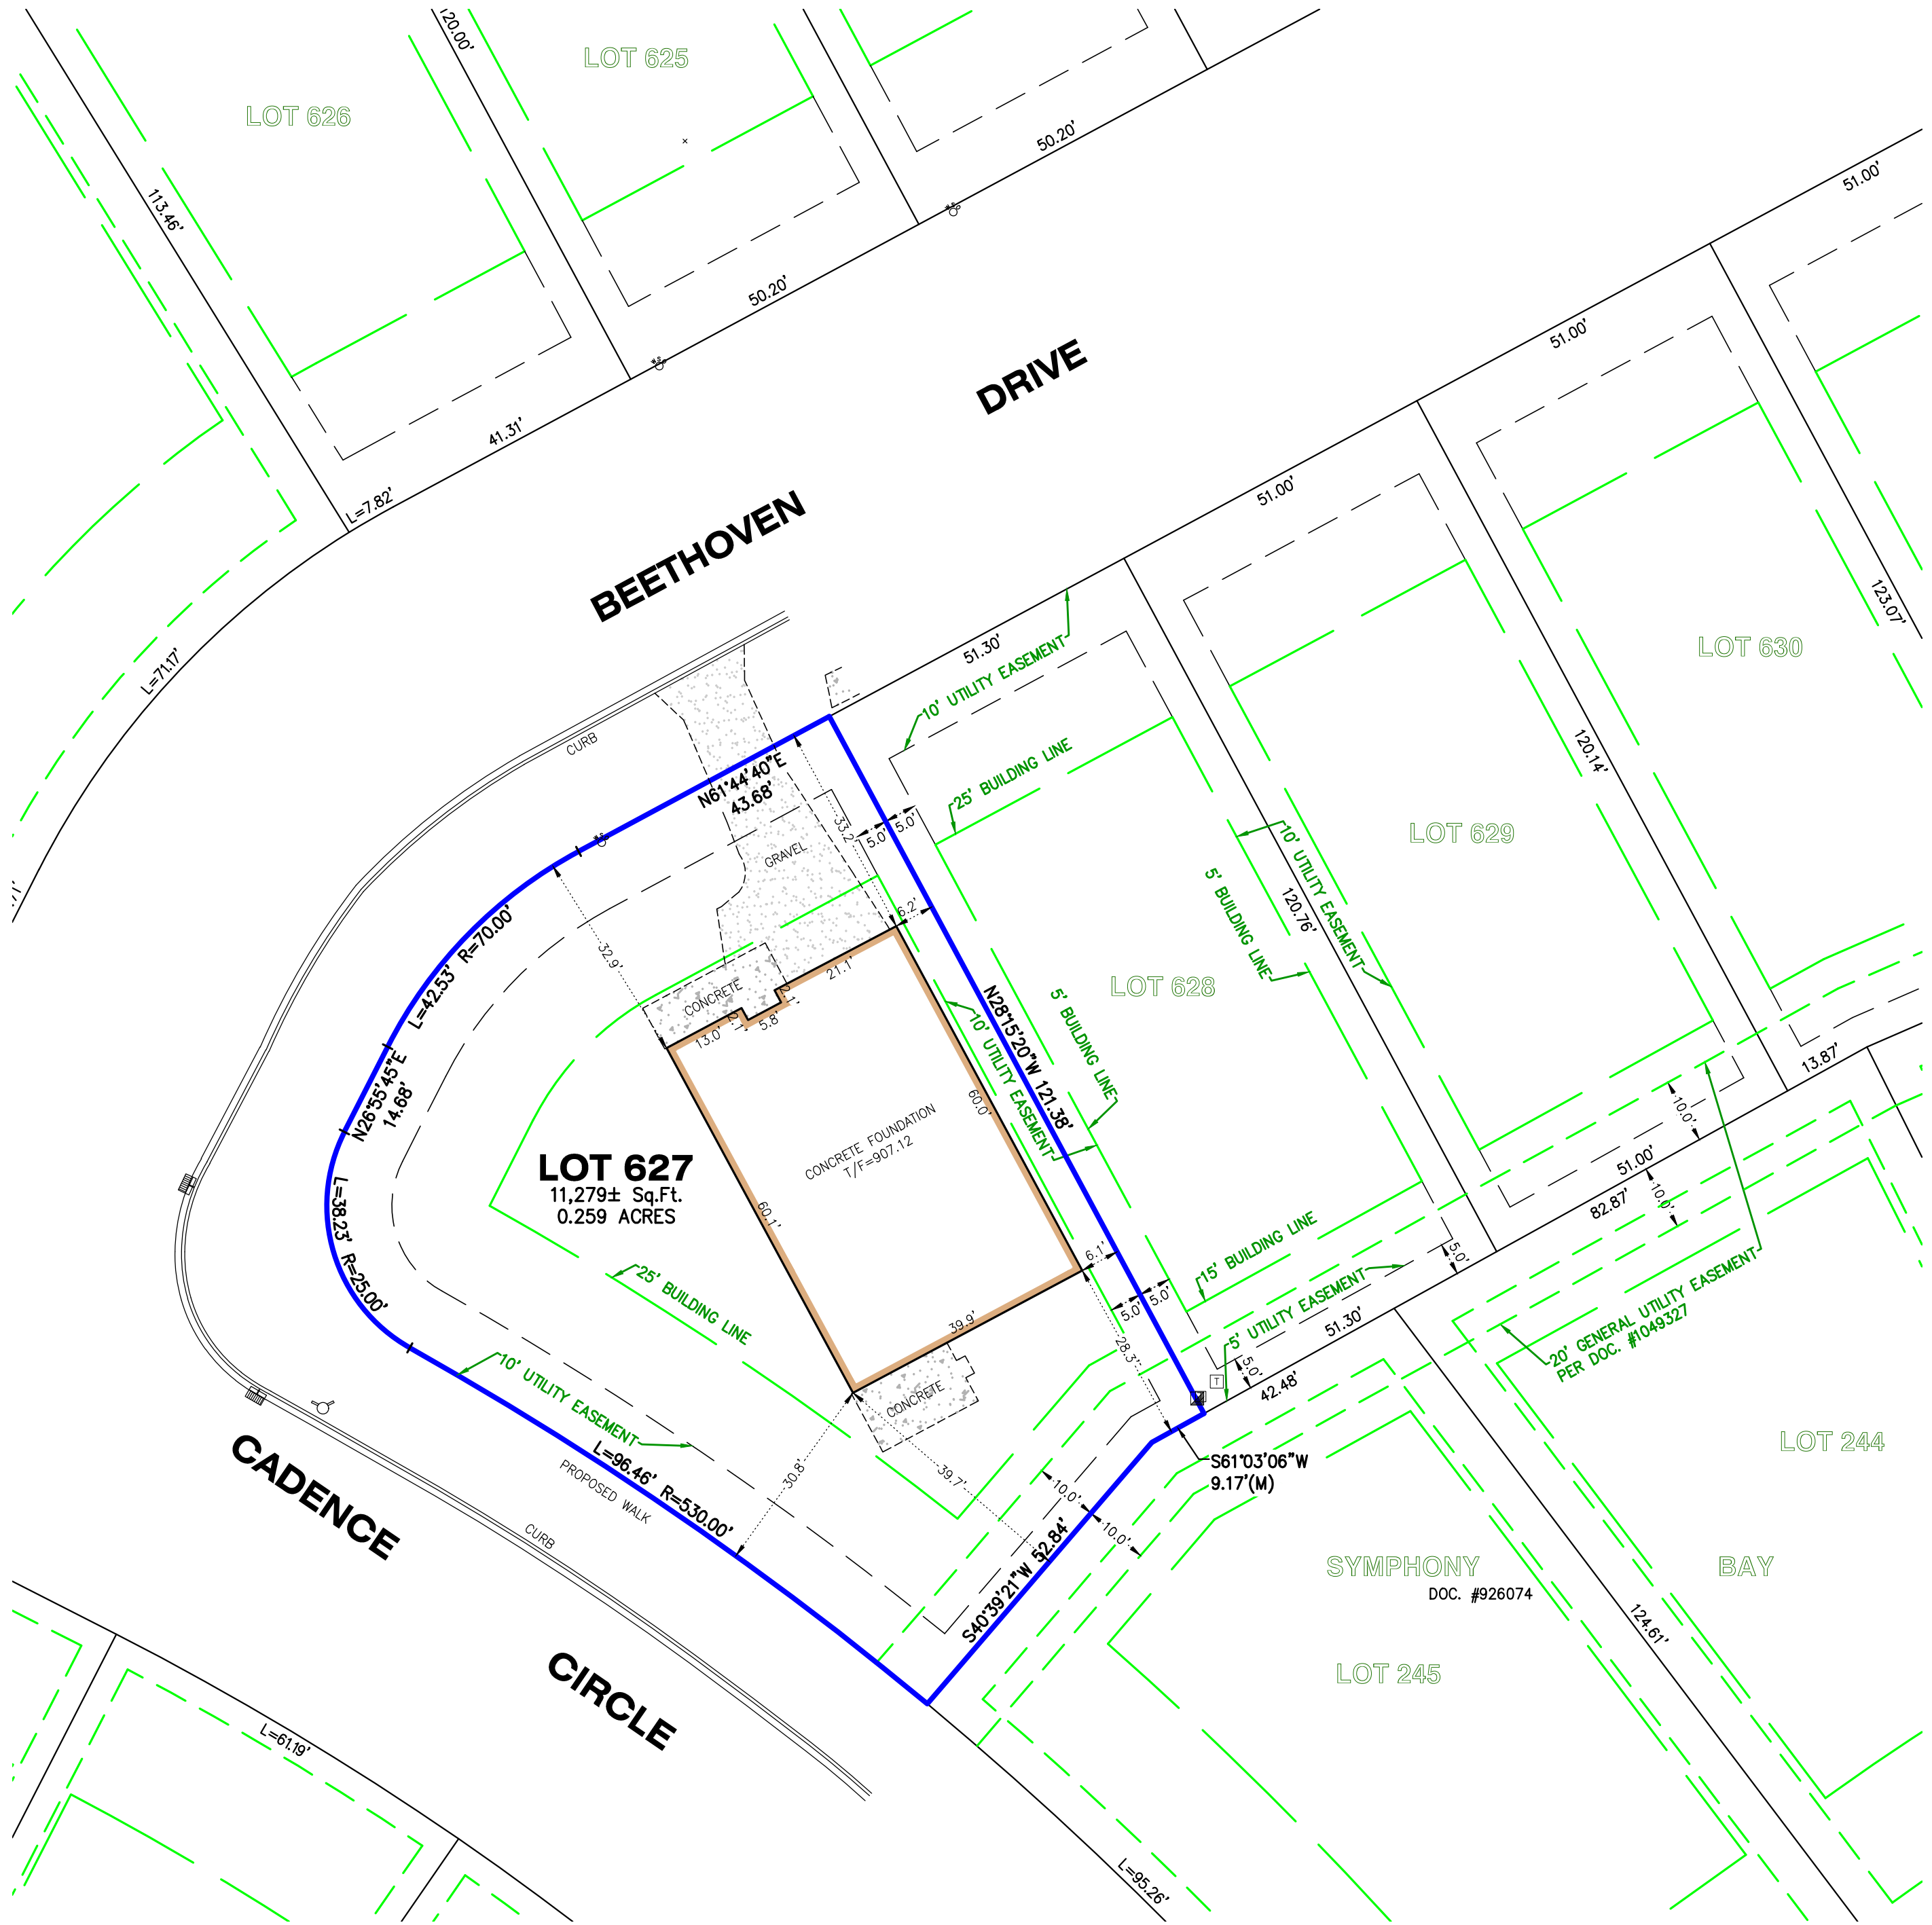 120.00'
LOT 625
LOT 626
50.20'
51.00'
113.46'
50.20'
51.00'
DRIVE
41.31'
51.00'
L=7.82'
BEETHOVEN
123.07'
L=71.17'
51.30'
10' UTILITY EASEMENT
LOT 630
CURB
120.14'
25' BUILDING LINE
N61°44'40"E
43.68'
33.2'
5.0'
5.0'
LOT 629
GRAVEL
10' UTILITY EASEMENT
5' BUILDING LINE
120.76'
6.2'
L=42.53' R=70.00'
32.9'
21.1'
CONCRETE
2.1'
5.8'
2.1'
13.0'
LOT 628
N28°15'20"W 121.38'
5' BUILDING LINE
10' UTILITY EASEMENT
N26°55'45"E
14.68'
60.0'
CONCRETE FOUNDATION
T/F=907.12
13.87'
10.0'
LOT 627
11,279± Sq.Ft.
0.259 ACRES
60.1'
51.00'
82.87'
10.0'
L=38.23' R=25.00'
25' BUILDING LINE
6.1'
15' BUILDING LINE
5.0'
5.0'
5.0'
39.9'
28.3'
5' UTILITY EASEMENT
51.30'
20' GENERAL UTILITY EASEMENT
PER DOC. #1049327
5.0'
T
42.48'
CONCRETE
10' UTILITY EASEMENT
L=96.46' R=530.00'
PROPOSED WALK
30.8'
39.7'
10.0'
10.0'
S61°03'06"W
9.17'(M)
LOT 244
CADENCE
CURB
S40°39'21"W 52.84'
SYMPHONY
BAY
DOC. #926074
124.61'
CIRCLE
LOT 245
L=61.19'
L=95.26'